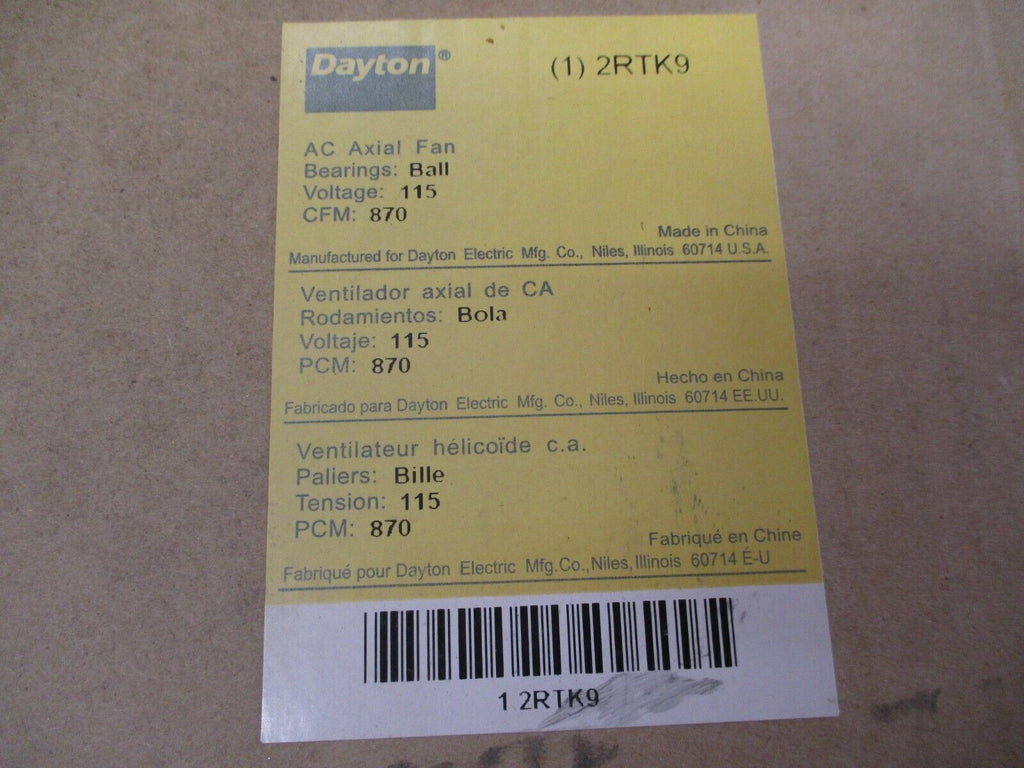 Dayton®
(1) 2RTK9
AC Axial Fan
Bearings: Ball
Voltage: 115
CFM: 870
Made in China
Manufactured for Dayton Electric Mfg. Co., Niles, Illinois 60714 U.S.A.
Ventilador axial de CA
Rodamientos: Bola
Voltaje: 115
PCM: 870
Hecho en China
Fabricado para Dayton Electric Mfg. Co., Niles, Illinois 60714 EE.UU.
Ventilateur hélicoïde c.a.
Paliers: Bille
Tension: 115
PCM: 870
Fabriqué en Chine
Fabriqué pour Dayton Electric Mfg.Co., Niles, Illinois 60714 É-U
1 2RTK9